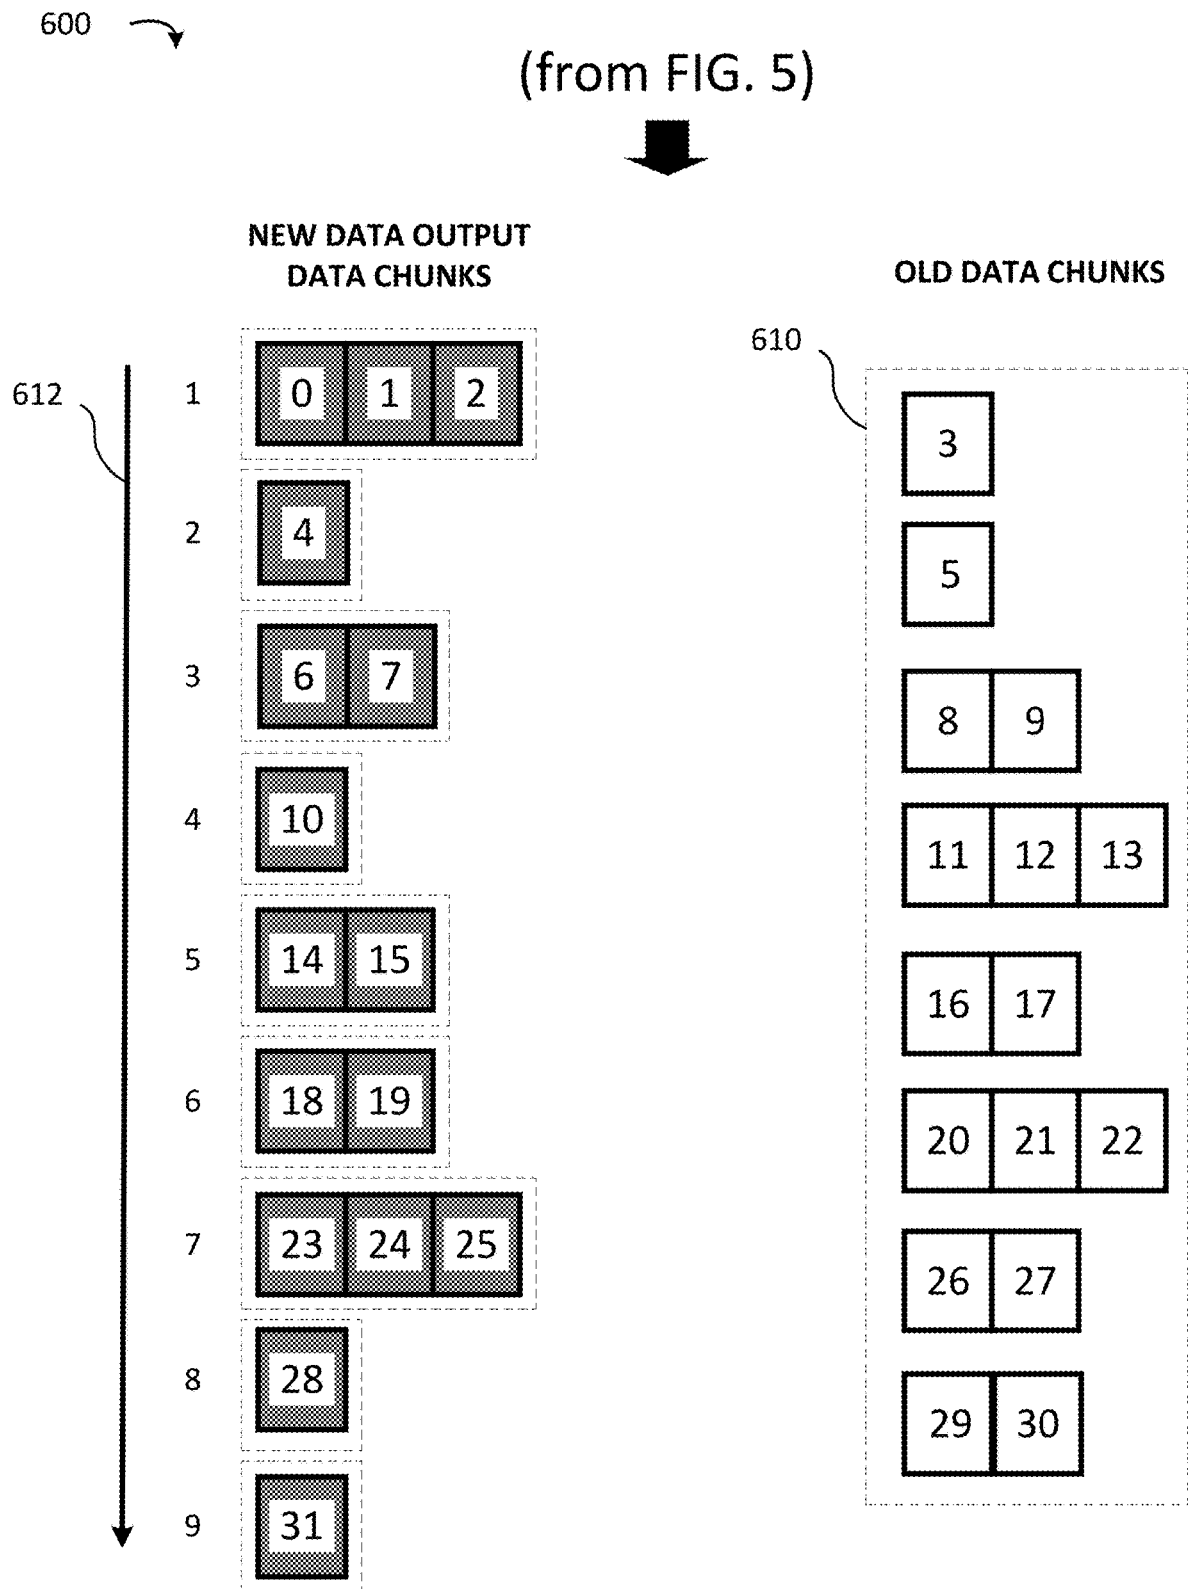 600
(from FIG. 5)
NEW DATA OUTPUT
DATA CHUNKS
OLD DATA CHUNKS
610
612
1 0 1 2
3
2 4
5
3 6 7
8 9
4 10
11 12 13
5 14 15
16 17
6 18 19
20 21 22
7 23 24 25
26 27
8 28
29 30
9 31